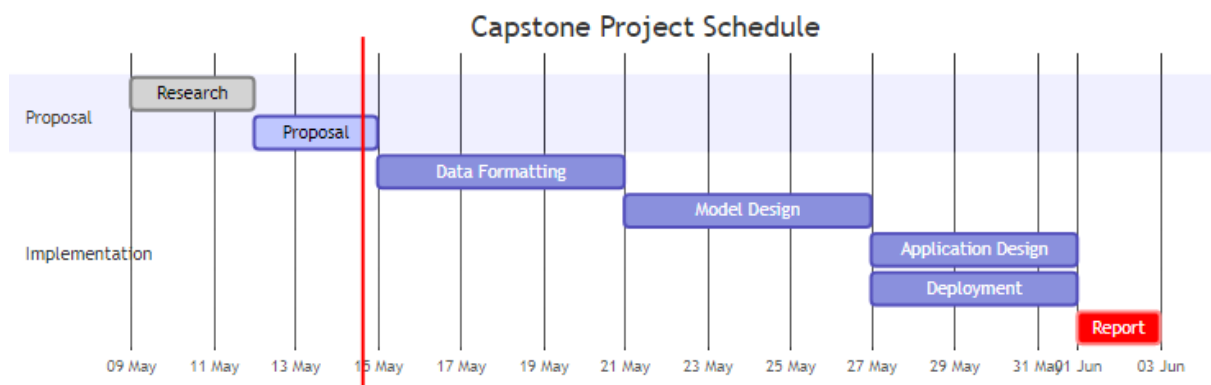 Capstone Project Schedule
Research
Proposal
Proposal
Data Formatting
Model Design
Implementation
Application Design
Deployment
Report
09 May 11 May 13 May 15 May 17 May 19 May 21 May 23 May 25 May 27 May 29 May 31 May 01 Jun 03 Jun